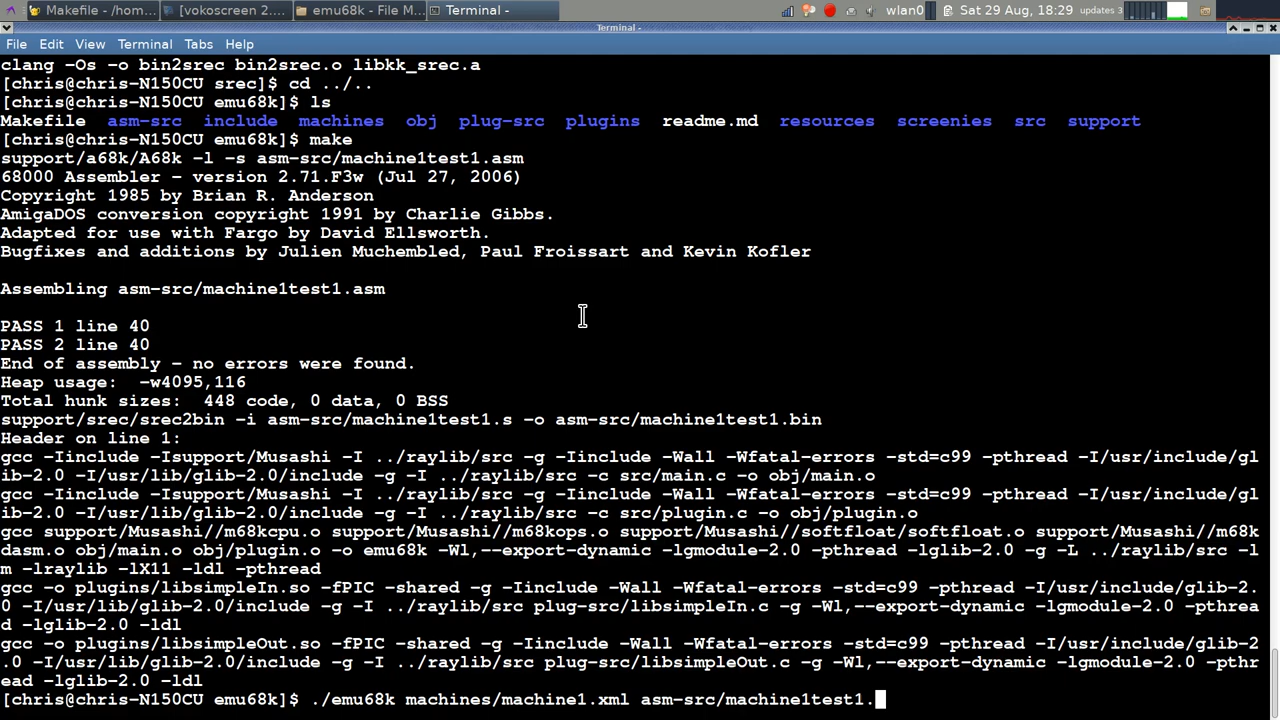 Makefile - /hom... [vokoscreen 2.... emu68k - File M... Terminal - wlan0 Sat 29 Aug, 18:29 updates 3
Terminal -
File Edit View Terminal Tabs Help
clang -Os -o bin2srec bin2srec.o libkk_srec.a
[chris@chris-N150CU srec]$ cd ../..
[chris@chris-N150CU emu68k]$ ls
Makefile asm-src include machines obj plug-src plugins readme.md resources screenies src support
[chris@chris-N150CU emu68k]$ make
support/a68k/A68k -l -s asm-src/machine1test1.asm
68000 Assembler - version 2.71.F3w (Jul 27, 2006)
Copyright 1985 by Brian R. Anderson
AmigaDOS conversion copyright 1991 by Charlie Gibbs.
Adapted for use with Fargo by David Ellsworth.
Bugfixes and additions by Julien Muchembled, Paul Froissart and Kevin Kofler
Assembling asm-src/machine1test1.asm
PASS 1 line 40
PASS 2 line 40
End of assembly - no errors were found.
Heap usage:  -w4095,116
Total hunk sizes:  448 code, 0 data, 0 BSS
support/srec/srec2bin -i asm-src/machine1test1.s -o asm-src/machine1test1.bin
Header on line 1:
gcc -Iinclude -Isupport/Musashi -I ../raylib/src -g -Iinclude -Wall -Wfatal-errors -std=c99 -pthread -I/usr/include/gl
ib-2.0 -I/usr/lib/glib-2.0/include -g -I ../raylib/src -c src/main.c -o obj/main.o
gcc -Iinclude -Isupport/Musashi -I ../raylib/src -g -Iinclude -Wall -Wfatal-errors -std=c99 -pthread -I/usr/include/gl
ib-2.0 -I/usr/lib/glib-2.0/include -g -I ../raylib/src -c src/plugin.c -o obj/plugin.o
gcc support/Musashi//m68kcpu.o support/Musashi//m68kops.o support/Musashi//softfloat/softfloat.o support/Musashi//m68k
dasm.o obj/main.o obj/plugin.o -o emu68k -Wl,--export-dynamic -lgmodule-2.0 -pthread -lglib-2.0 -g -L ../raylib/src -l
m -lraylib -lX11 -ldl -pthread
gcc -o plugins/libsimpleIn.so -fPIC -shared -g -Iinclude -Wall -Wfatal-errors -std=c99 -pthread -I/usr/include/glib-2.
0 -I/usr/lib/glib-2.0/include -g -I ../raylib/src plug-src/libsimpleIn.c -g -Wl,--export-dynamic -lgmodule-2.0 -pthrea
d -lglib-2.0 -ldl
gcc -o plugins/libsimpleOut.so -fPIC -shared -g -Iinclude -Wall -Wfatal-errors -std=c99 -pthread -I/usr/include/glib-2
.0 -I/usr/lib/glib-2.0/include -g -I ../raylib/src plug-src/libsimpleOut.c -g -Wl,--export-dynamic -lgmodule-2.0 -pthr
ead -lglib-2.0 -ldl
[chris@chris-N150CU emu68k]$ ./emu68k machines/machine1.xml asm-src/machine1test1.